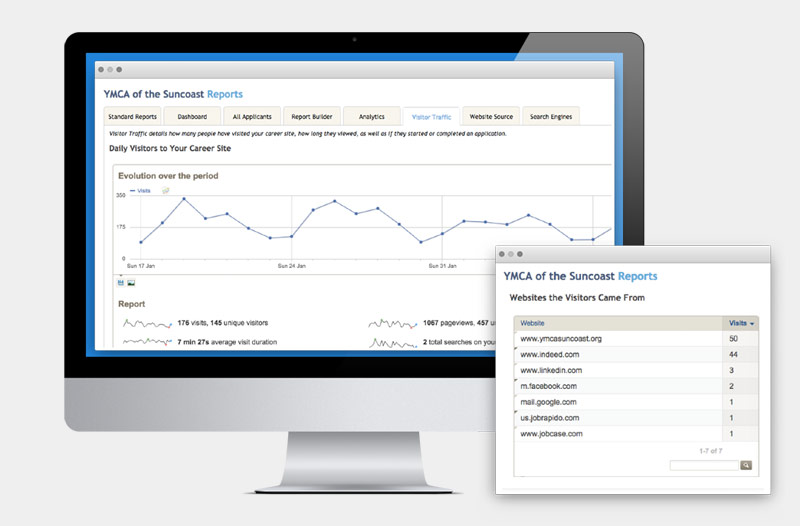 YMCA of the Suncoast Reports
Standard Reports Dashboard All Applicants Report Builder Analytics Visitor Traffic Website Source Search Engines
Visitor Traffic details how many people have visited your career site, how long they viewed, as well as if they started or completed an application.
Daily Visitors to Your Career Site
Evolution over the period
Visits
350
175
0
Sun 17 Jan Sun 24 Jan Sun 31 Jan
Report
176 visits, 145 unique visitors 1067 pageviews, 457 u
7 min 27s average visit duration 2 total searches on you
YMCA of the Suncoast Reports
Websites the Visitors Came From
Website Visits
www.ymcasuncoast.org 50
www.indeed.com 44
www.linkedin.com 3
m.facebook.com 2
mail.google.com 1
us.jobrapido.com 1
www.jobcase.com 1
1-7 of 7